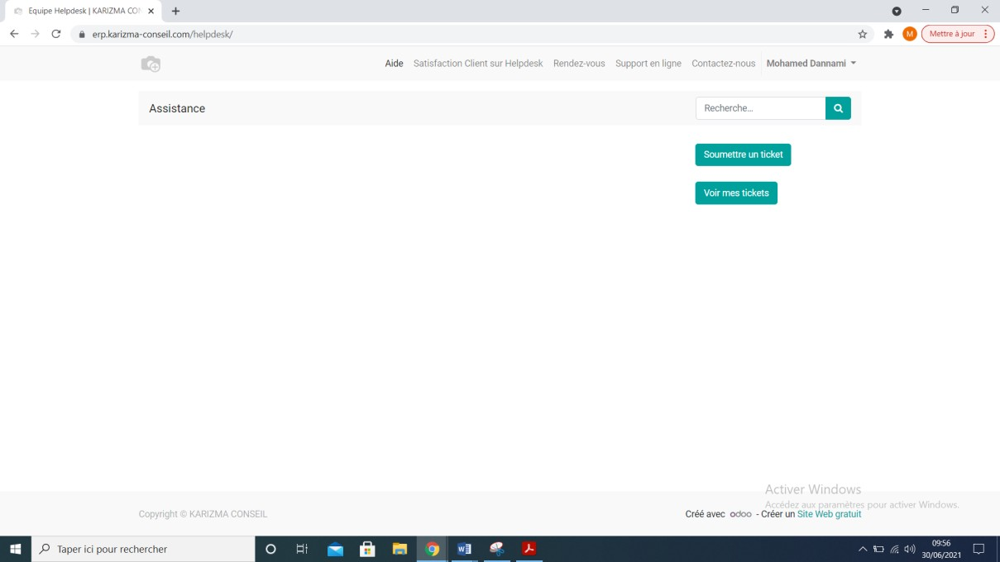 Equipe Helpdesk | KARIZMA CO
erp.karizma-conseil.com/helpdesk/
M
Mettre à jour
Aide Satisfaction Client sur Helpdesk Rendez-vous Support en ligne Contactez-nous Mohamed Dannami
Assistance
Recherche...
Soumettre un ticket
Voir mes tickets
Activer Windows
Accédez aux paramètres pour activer Windows.
Copyright © KARIZMA CONSEIL
Créé avec odoo - Créer un Site Web gratuit
Taper ici pour rechercher
09:56
30/06/2021